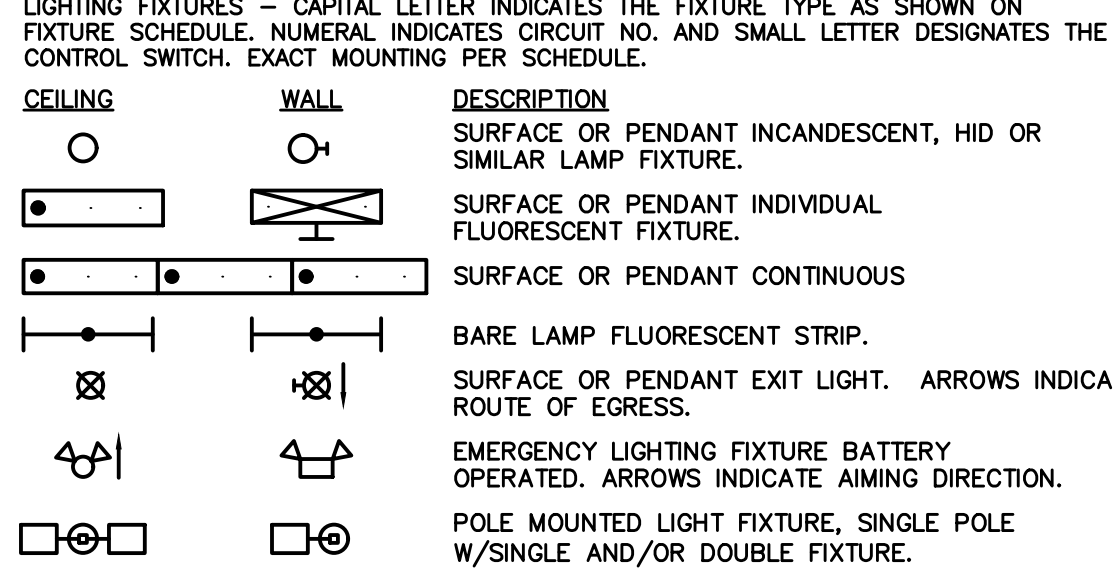 LIGHTING FIXTURES – CAPITAL LETTER INDICATES THE FIXTURE TYPE AS SHOWN ON
FIXTURE SCHEDULE. NUMERAL INDICATES CIRCUIT NO. AND SMALL LETTER DESIGNATES THE
CONTROL SWITCH. EXACT MOUNTING PER SCHEDULE.
CEILING WALL DESCRIPTION
SURFACE OR PENDANT INCANDESCENT, HID OR
SIMILAR LAMP FIXTURE.
SURFACE OR PENDANT INDIVIDUAL
FLUORESCENT FIXTURE.
SURFACE OR PENDANT CONTINUOUS
BARE LAMP FLUORESCENT STRIP.
SURFACE OR PENDANT EXIT LIGHT. ARROWS INDICA
ROUTE OF EGRESS.
EMERGENCY LIGHTING FIXTURE BATTERY
OPERATED. ARROWS INDICATE AIMING DIRECTION.
POLE MOUNTED LIGHT FIXTURE, SINGLE POLE
W/SINGLE AND/OR DOUBLE FIXTURE.